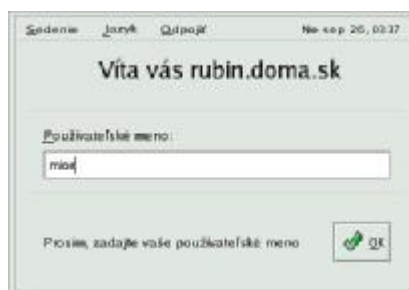 Sedenie Jazyk Odpojiť Ne sep 26, 03:37
Víta vás rubin.doma.sk
Používateľské meno:
Prosím, zadajte vaše používateľské meno
OK